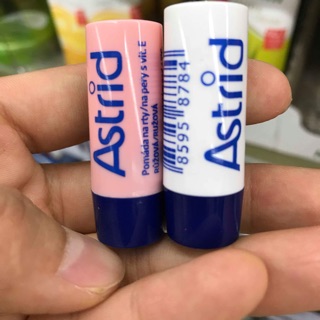 Astrid
Pomáda na rty/na pery s vit. E
RŮŽOVÁ/RUŽOVÁ
8595 8784
Astrid